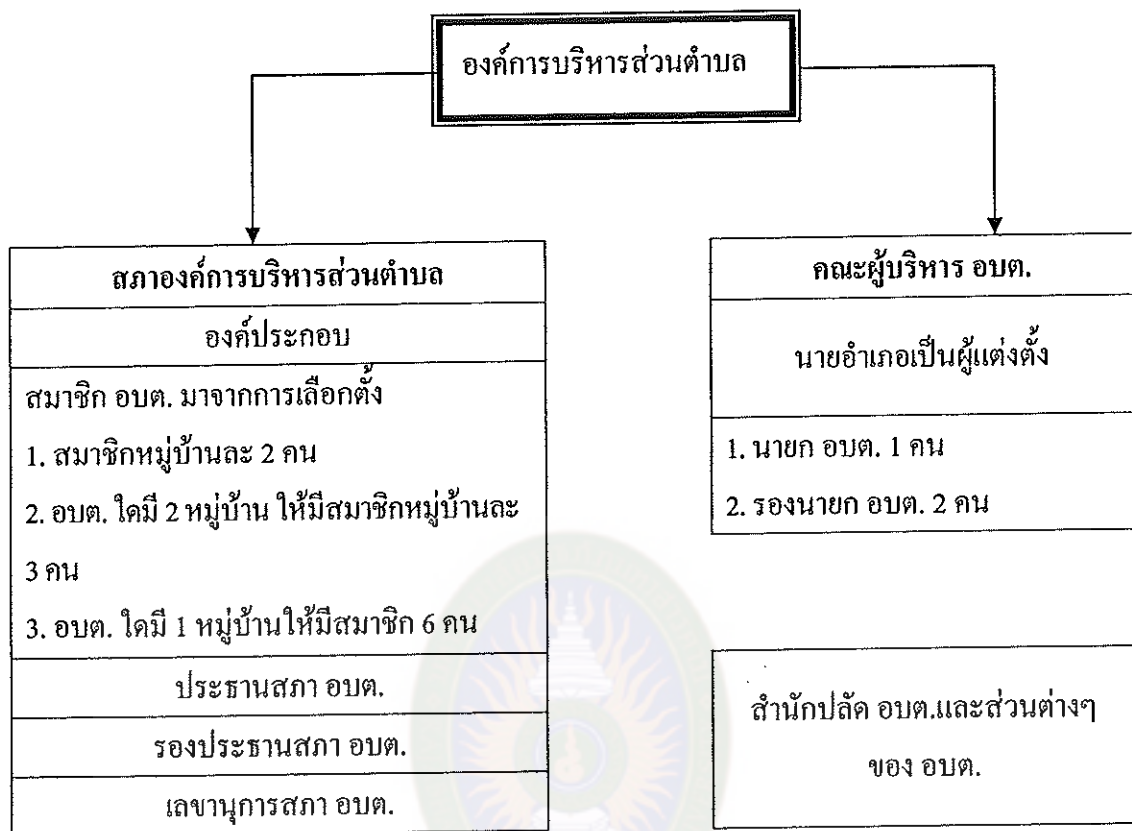 องค์การบริหารส่วนตำบล
สภาองค์การบริหารส่วนตำบล
องค์ประกอบ
สมาชิก อบต. มาจากการเลือกตั้ง
1. สมาชิกหมู่บ้านละ 2 คน
2. อบต. ใดมี 2 หมู่บ้าน ให้มีสมาชิกหมู่บ้านละ
3 คน
3. อบต. ใดมี 1 หมู่บ้านให้มีสมาชิก 6 คน
ประธานสภา อบต.
รองประธานสภา อบต.
เลขานุการสภา อบต.
คณะผู้บริหาร อบต.
นายอำเภอเป็นผู้แต่งตั้ง
1. นายก อบต. 1 คน
2. รองนายก อบต. 2 คน
สำนักปลัด อบต.และส่วนต่างๆ
ของ อบต.